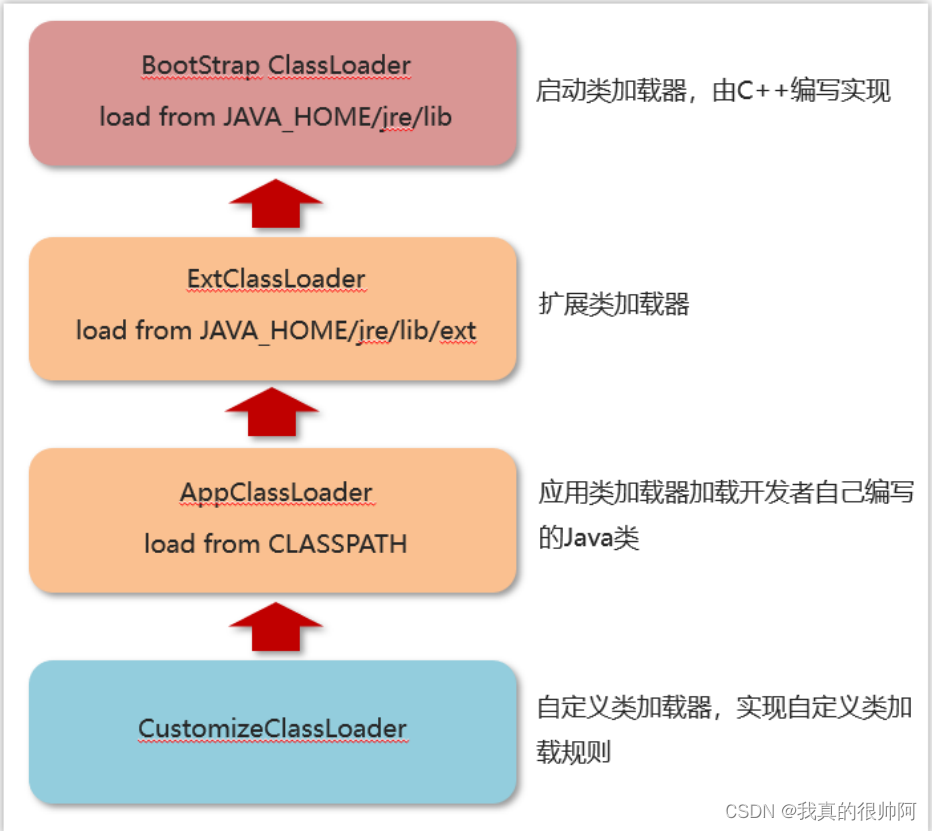 BootStrap ClassLoader
load from JAVA_HOME/jre/lib
启动类加载器，由C++编写实现
ExtClassLoader
load from JAVA_HOME/jre/lib/ext
扩展类加载器
AppClassLoader
load from CLASSPATH
应用类加载器加载开发者自己编写
的Java类
CustomizeClassLoader
自定义类加载器，实现自定义类加
载规则
CSDN @我真的很帅阿